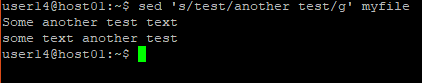 user14@host01:~$ sed 's/test/another test/g' myfile
Some another test text
some text another test
user14@host01:~$